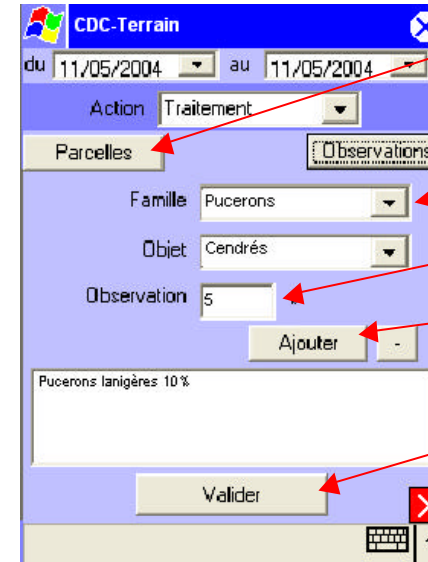 CDC-Terrain
du 11/05/2004 au 11/05/2004
Action Traitement
Parcelles Observations
Famille Pucerons
Objet Cendrés
Observation 5
Ajouter -
Pucerons lanigères 10%
Valider